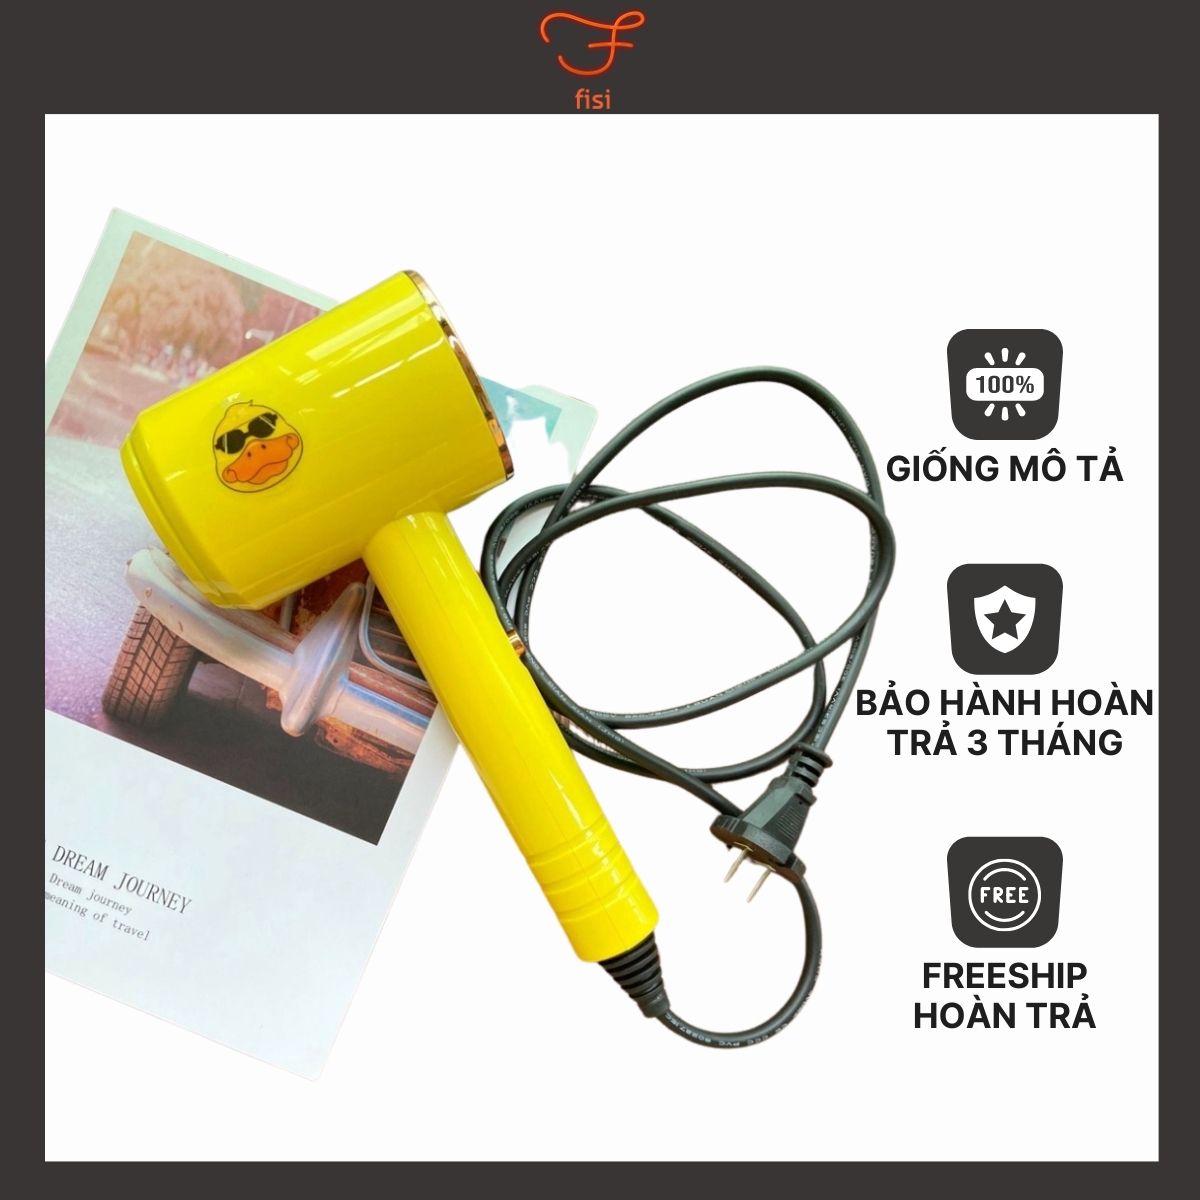 fisi
100%
GIỐNG MÔ TẢ
BẢO HÀNH HOÀN
TRẢ 3 THÁNG
FREE
FREESHIP
HOÀN TRẢ
DREAM JOURNEY
Dream journey
meaning of travel